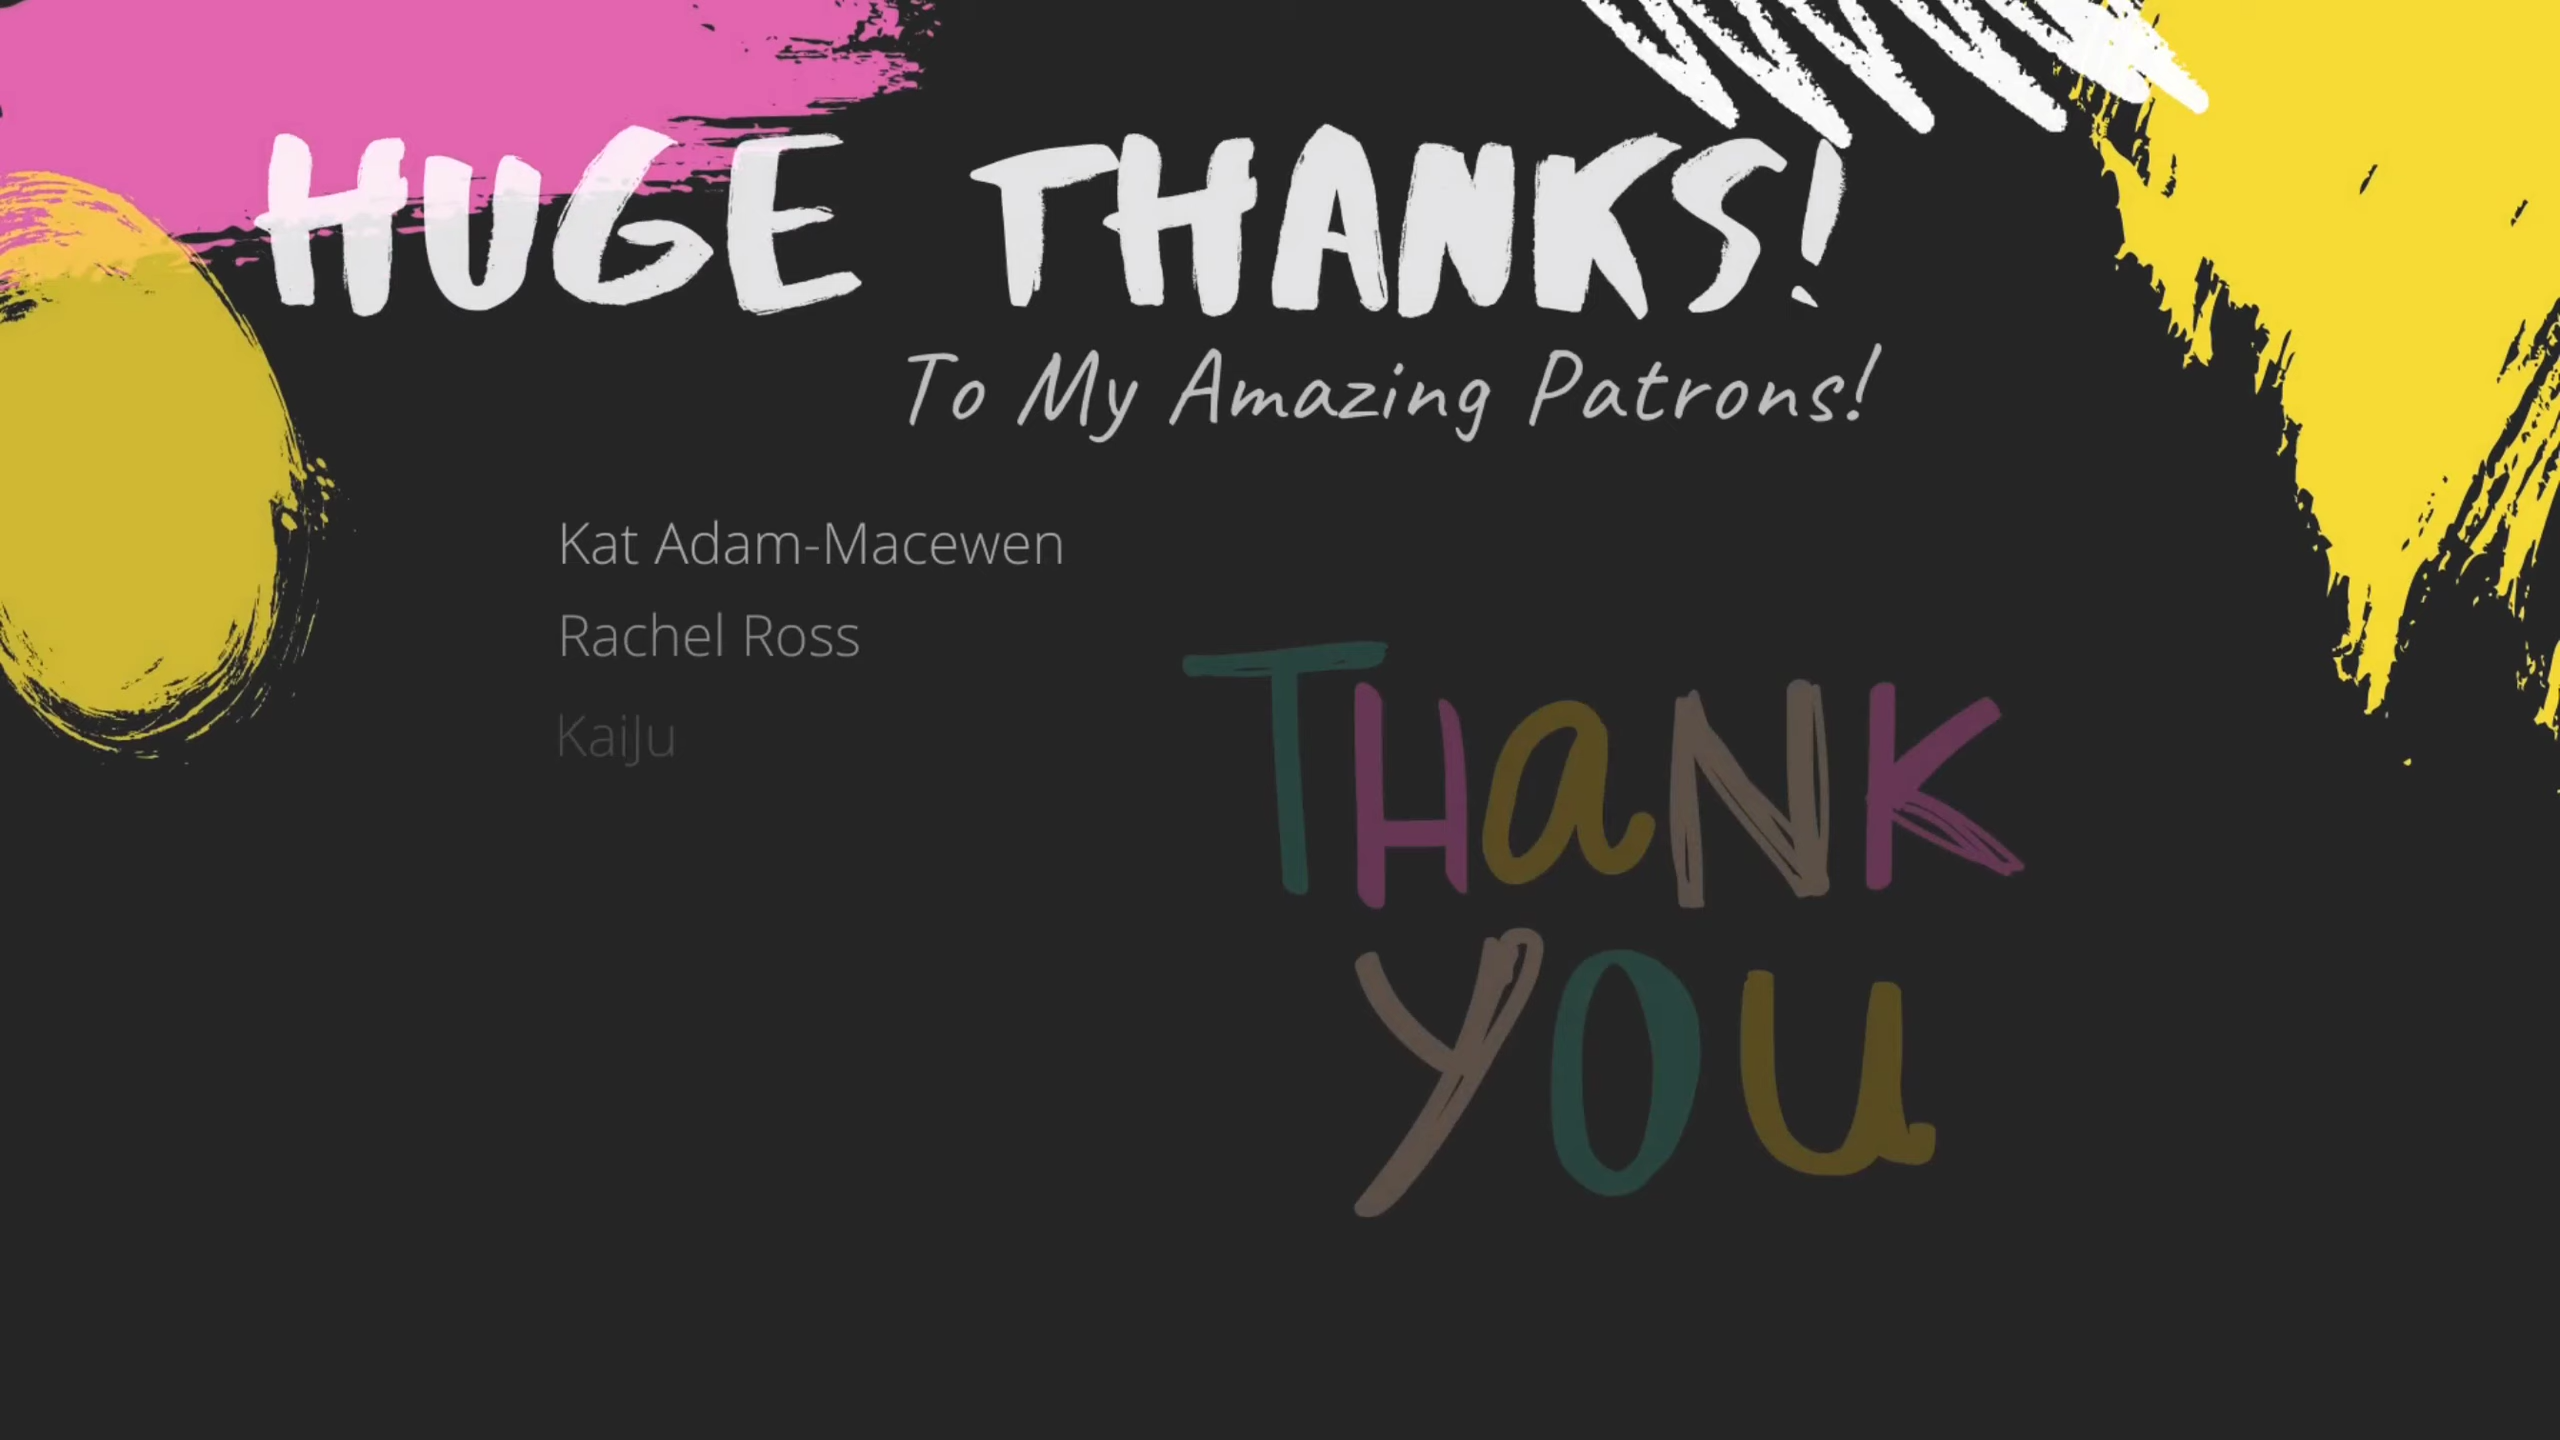 HUGE THANKS!
To My Amazing Patrons!
Kat Adam-Macewen
Rachel Ross
KaiJu
THaNK
YOU